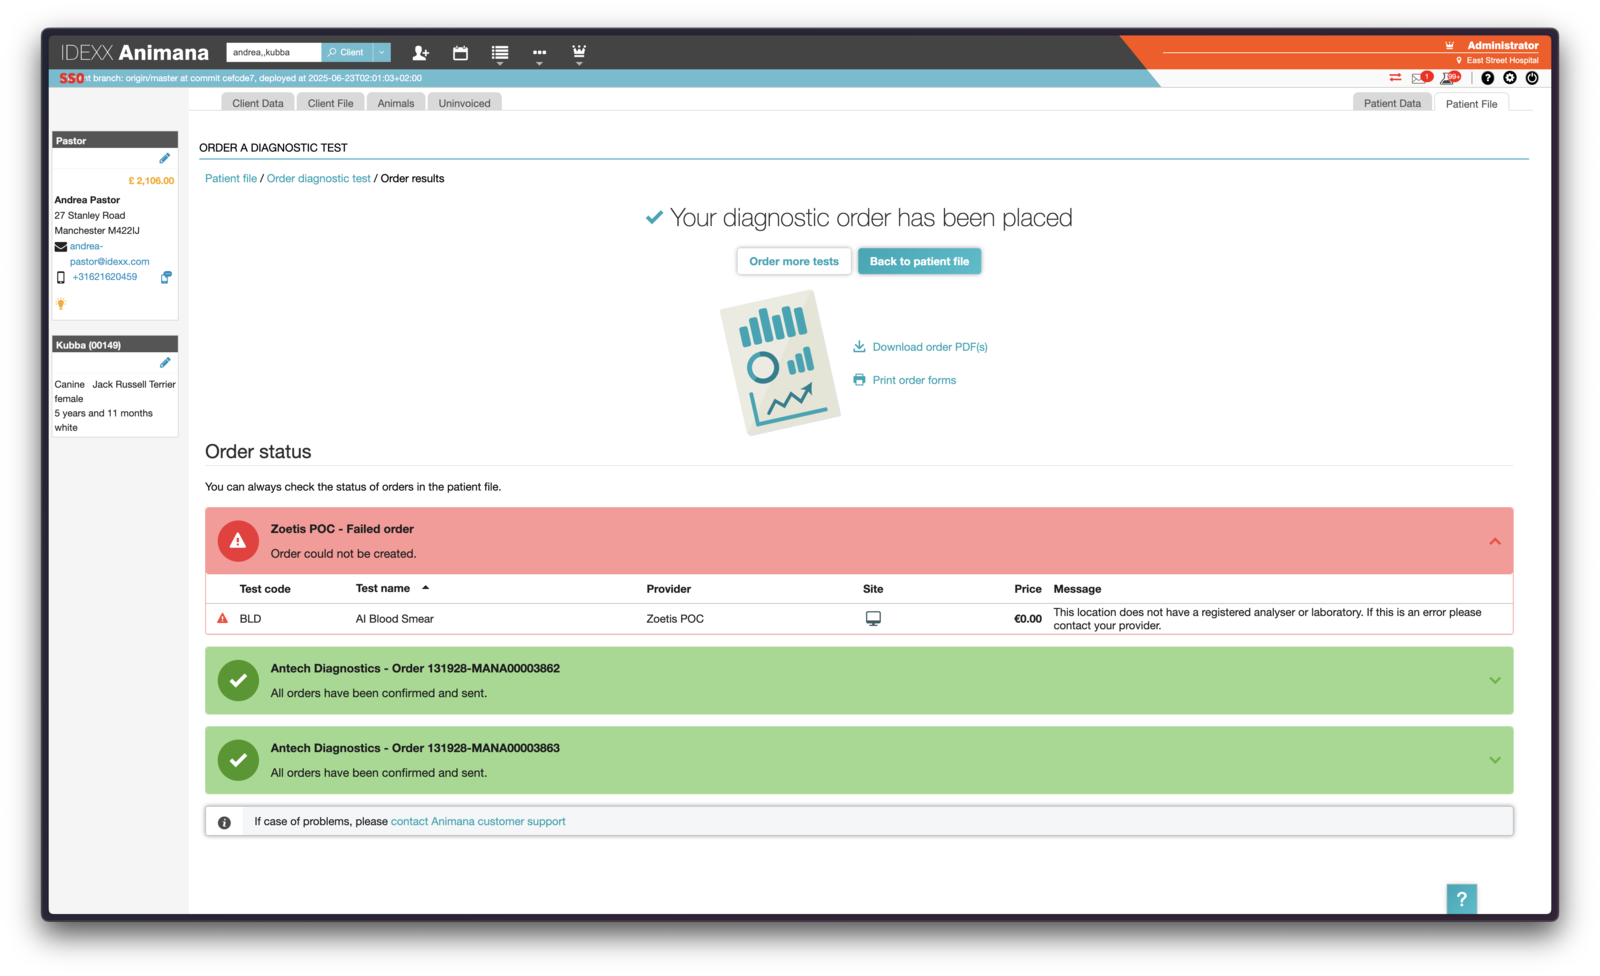 IDEXX Animana
andrea,,kubba
Client
Administrator
East Street Hospital
SSO
nt branch: origin/master at commit cefcde7, deployed at 2025-06-23T02:01:03+02:00
1
99+
Client Data
Client File
Animals
Uninvoiced
Patient Data
Patient File
Pastor
£ 2,106.00
Andrea Pastor
27 Stanley Road
Manchester M422IJ
andrea-
pastor@idexx.com
+31621620459
Kubba (00149)
Canine Jack Russell Terrier
female
5 years and 11 months
white
ORDER A DIAGNOSTIC TEST
Patient file / Order diagnostic test / Order results
Your diagnostic order has been placed
Order more tests
Back to patient file
Download order PDF(s)
Print order forms
Order status
You can always check the status of orders in the patient file.
Zoetis POC - Failed order
Order could not be created.
Test code Test name Provider Site Price Message
BLD AI Blood Smear Zoetis POC €0.00 This location does not have a registered analyser or laboratory. If this is an error please
contact your provider.
Antech Diagnostics - Order 131928-MANA00003862
All orders have been confirmed and sent.
Antech Diagnostics - Order 131928-MANA00003863
All orders have been confirmed and sent.
If case of problems, please contact Animana customer support
?